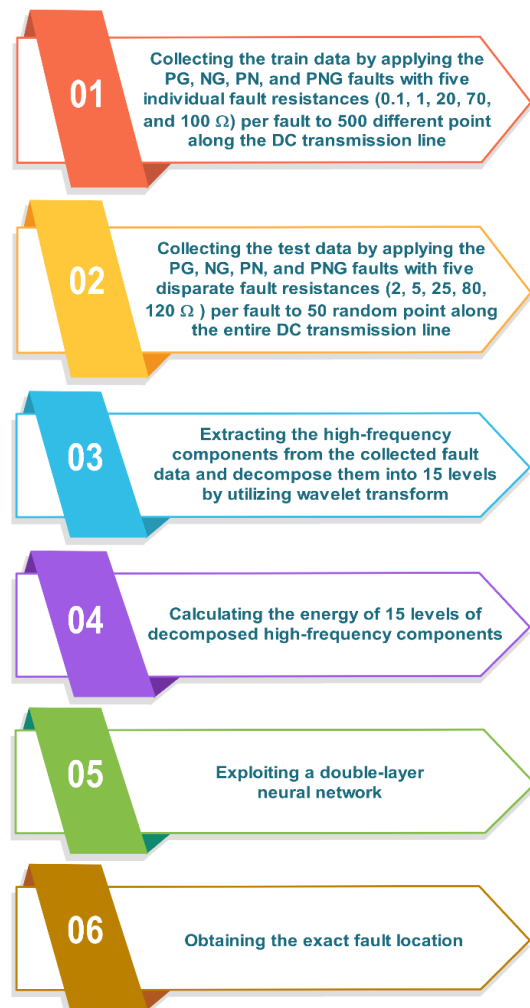 01
Collecting the train data by applying the
PG, NG, PN, and PNG faults with five
individual fault resistances (0.1, 1, 20, 70,
and 100 Ω) per fault to 500 different point
along the DC transmission line
02
Collecting the test data by applying the
PG, NG, PN, and PNG faults with five
disparate fault resistances (2, 5, 25, 80,
120 Ω ) per fault to 50 random point along
the entire DC transmission line
03
Extracting the high-frequency
components from the collected fault
data and decompose them into 15 levels
by utilizing wavelet transform
04
Calculating the energy of 15 levels of
decomposed high-frequency components
05
Exploiting a double-layer
neural network
06
Obtaining the exact fault location